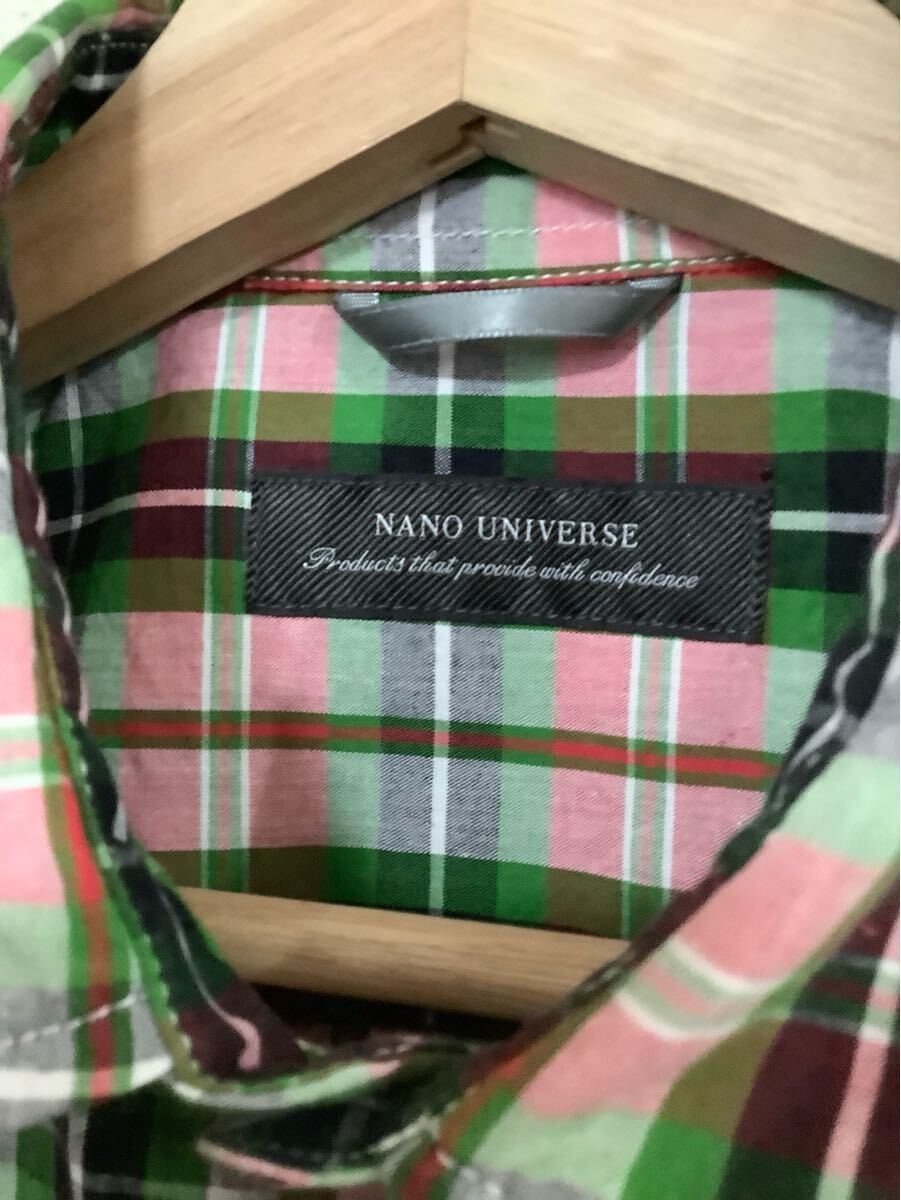 NANO UNIVERSE
Products that provide with confidence